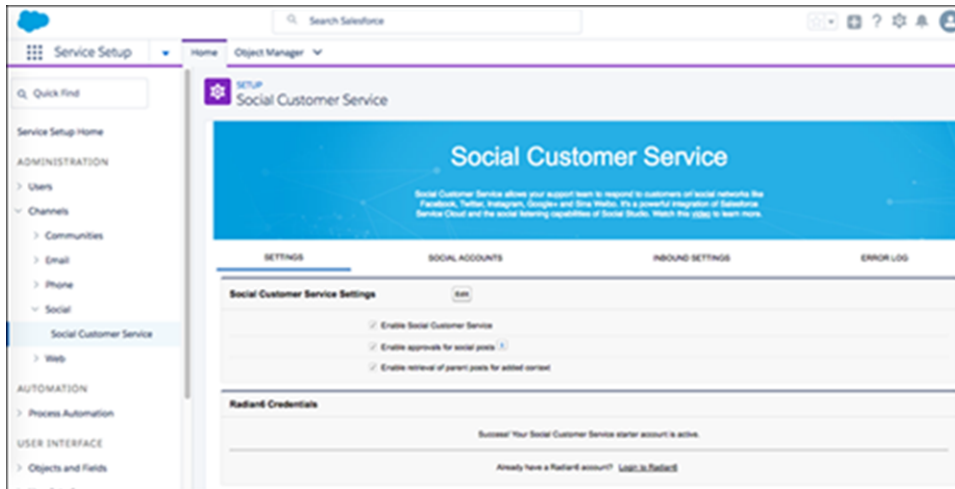 Search Salesforce
Service Setup
Home
Object Manager
Quick Find
Service Setup Home
ADMINISTRATION
Users
Channels
Communities
Email
Phone
Social
Social Customer Service
Web
AUTOMATION
Process Automation
USER INTERFACE
Objects and Fields
SETUP
Social Customer Service
Social Customer Service
Social Customer Service allows your support team to respond to customers on social networks like
Facebook, Twitter, Instagram, Google+ and Sina Weibo. It's a powerful integration of Salesforce
Service Cloud and the social listening capabilities of Social Studio. Watch this video to learn more.
SETTINGS
SOCIAL ACCOUNTS
INBOUND SETTINGS
ERROR LOG
Social Customer Service Settings
Edit
Enable Social Customer Service
Enable approvals for social posts
Enable retrieval of parent posts for added context
Radian6 Credentials
Success! Your Social Customer Service starter account is active.
Already have a Radian6 account? Login to Radian6